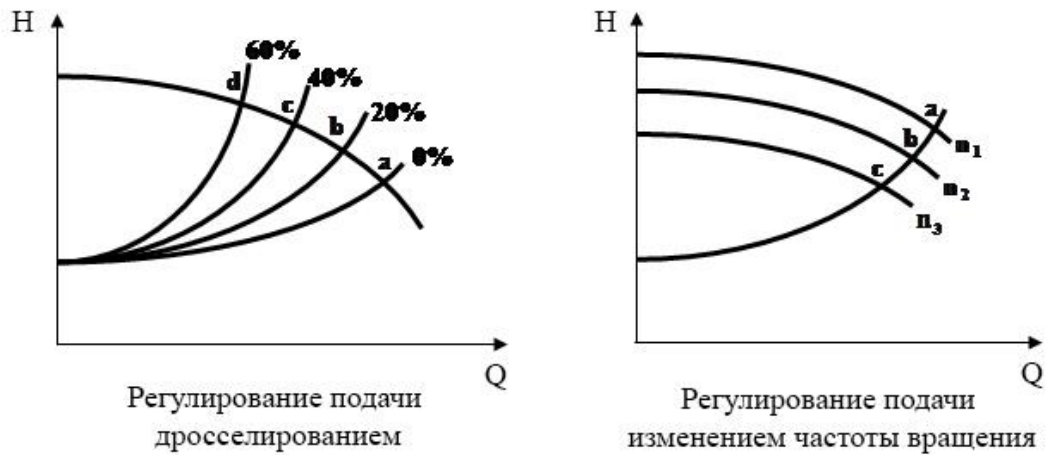 H
60%
d
40%
c
20%
b
a
0%
Q
Регулирование подачи
дросселированием
H
a
n1
b
n2
c
n3
Q
Регулирование подачи
изменением частоты вращения